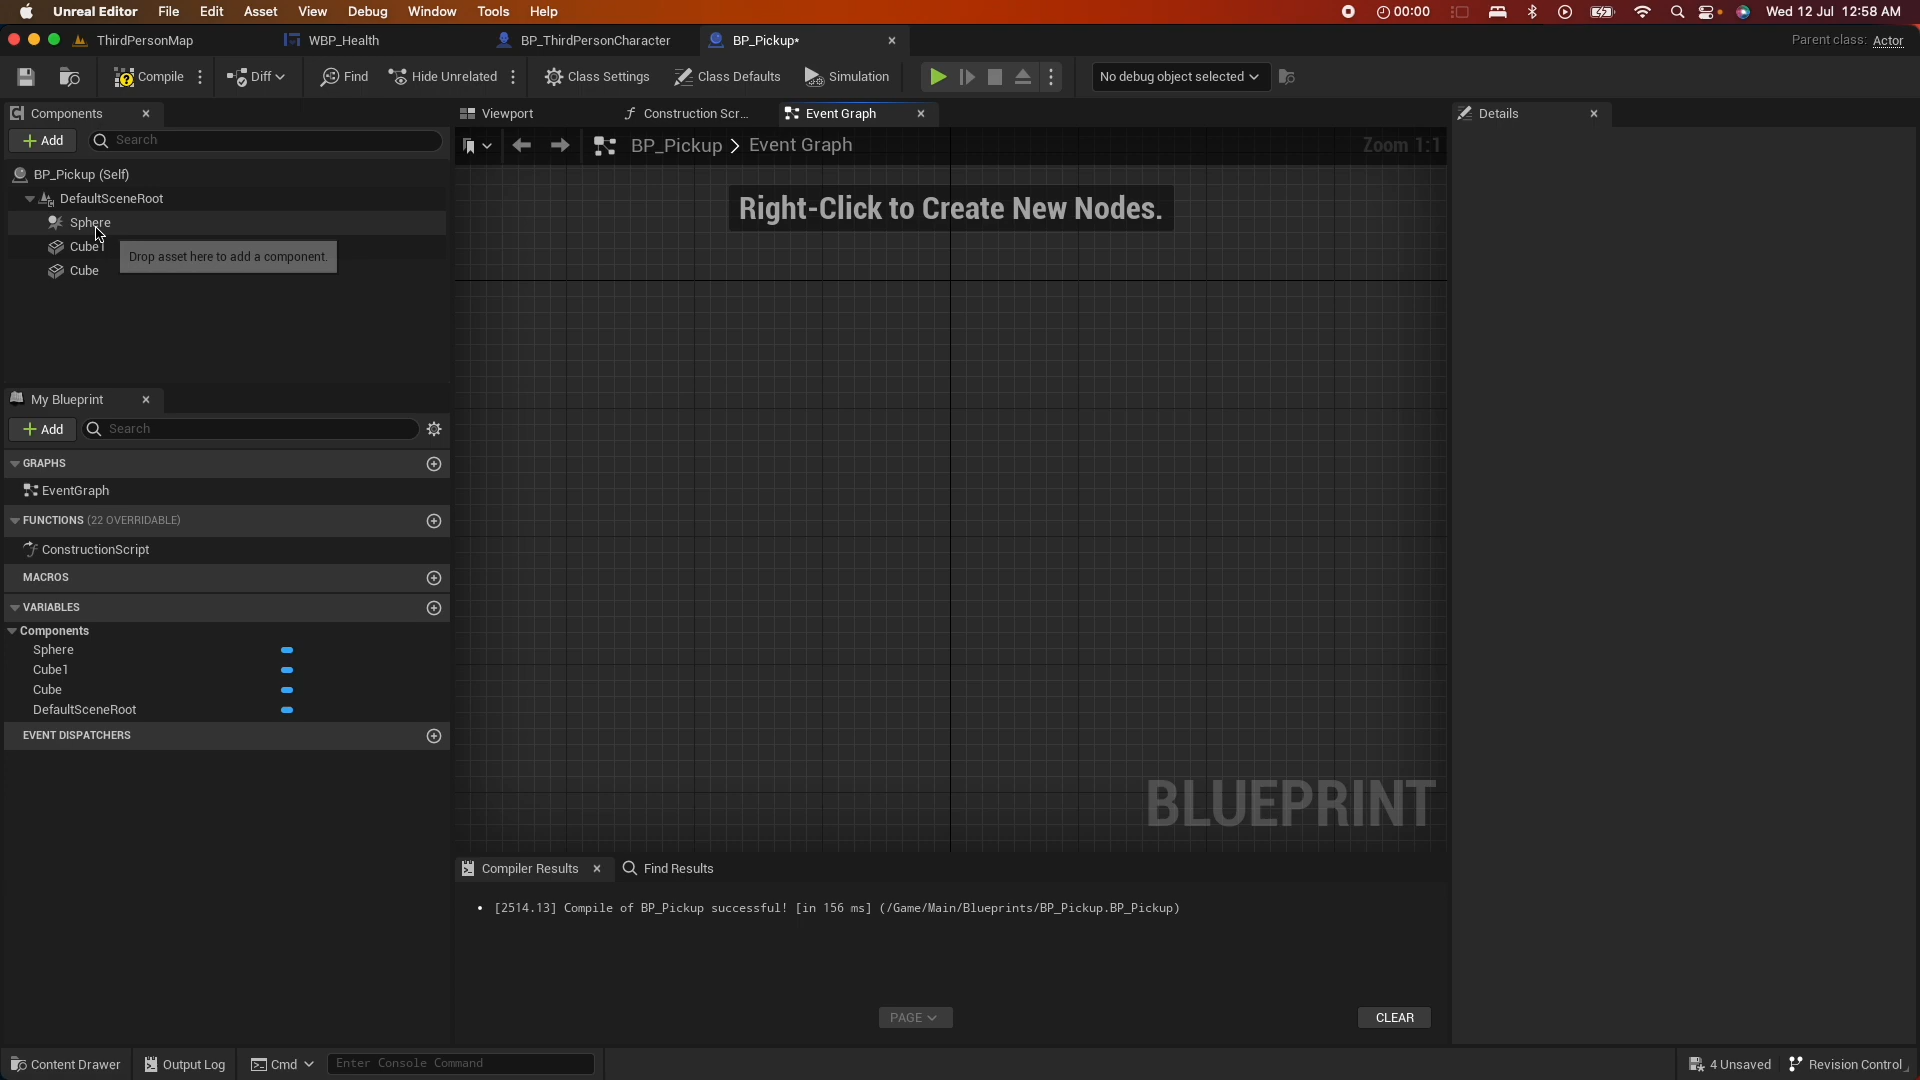 Unreal Editor File Edit Asset View Debug Window Tools Help 00:00 Wed 12 Jul 12:58 AM
ThirdPersonMap WBP_Health BP_ThirdPersonCharacter BP_Pickup* Parent class: Actor
Compile Diff Find Hide Unrelated Class Settings Class Defaults Simulation No debug object selected
Components Viewport Construction Scr... Event Graph Details
Add Search
BP_Pickup > Event Graph Zoom 1:1
BP_Pickup (Self)
DefaultSceneRoot
Sphere
Cube1
Drop asset here to add a component.
Cube
Right-Click to Create New Nodes.
My Blueprint
Add Search
GRAPHS
EventGraph
FUNCTIONS (22 OVERRIDABLE)
ConstructionScript
MACROS
VARIABLES
Components
Sphere
Cube1
Cube
DefaultSceneRoot
EVENT DISPATCHERS
BLUEPRINT
Compiler Results Find Results
• [2514.13] Compile of BP_Pickup successful! [in 156 ms] (/Game/Main/Blueprints/BP_Pickup.BP_Pickup)
PAGE CLEAR
Content Drawer Output Log Cmd Enter Console Command 4 Unsaved Revision Control